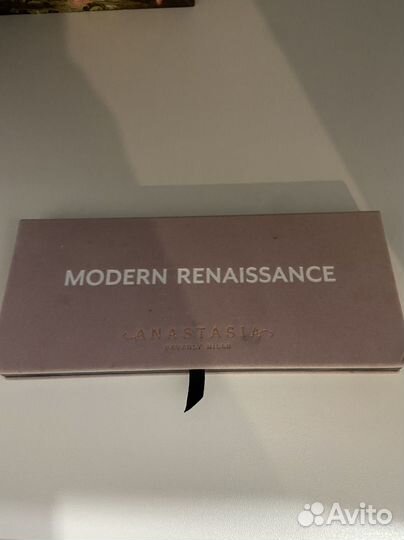 MODERN RENAISSANCE
ANASTASIA
BEVERLY HILLS
Avito